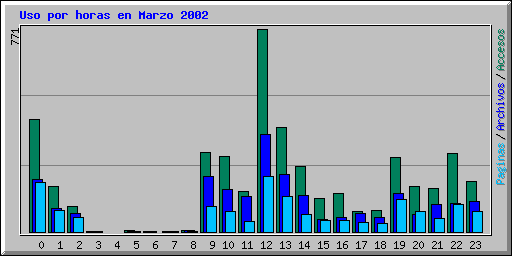 Uso por horas en Marzo 2002
771
Paginas / Archivos / Accesos
0 1 2 3 4 5 6 7 8 9 10 11 12 13 14 15 16 17 18 19 20 21 22 23